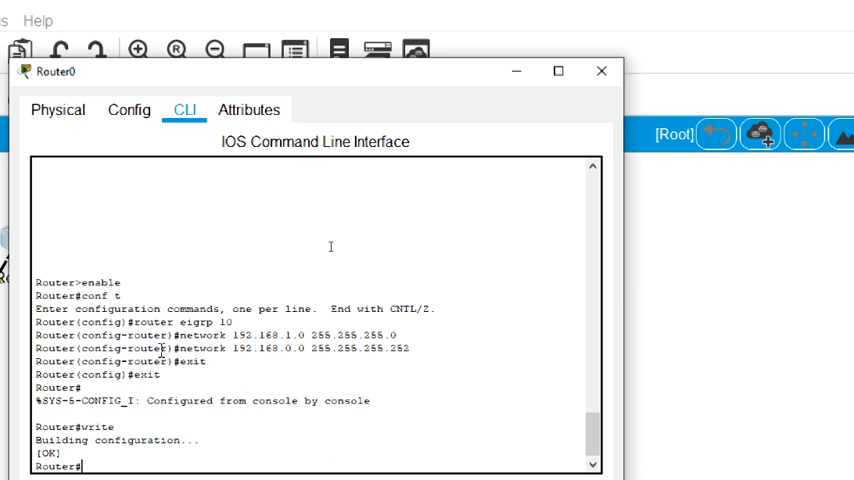 Help
Router0
Physical Config CLI Attributes
IOS Command Line Interface
[Root]
Router>enable
Router#conf t
Enter configuration commands, one per line. End with CNTL/Z.
Router(config)#router eigrp 10
Router(config-router)#network 192.168.1.0 255.255.255.0
Router(config-router)#network 192.168.0.0 255.255.255.252
Router(config-router)#exit
Router(config)#exit
Router#
%SYS-5-CONFIG_I: Configured from console by console
Router#write
Building configuration...
[OK]
Router#